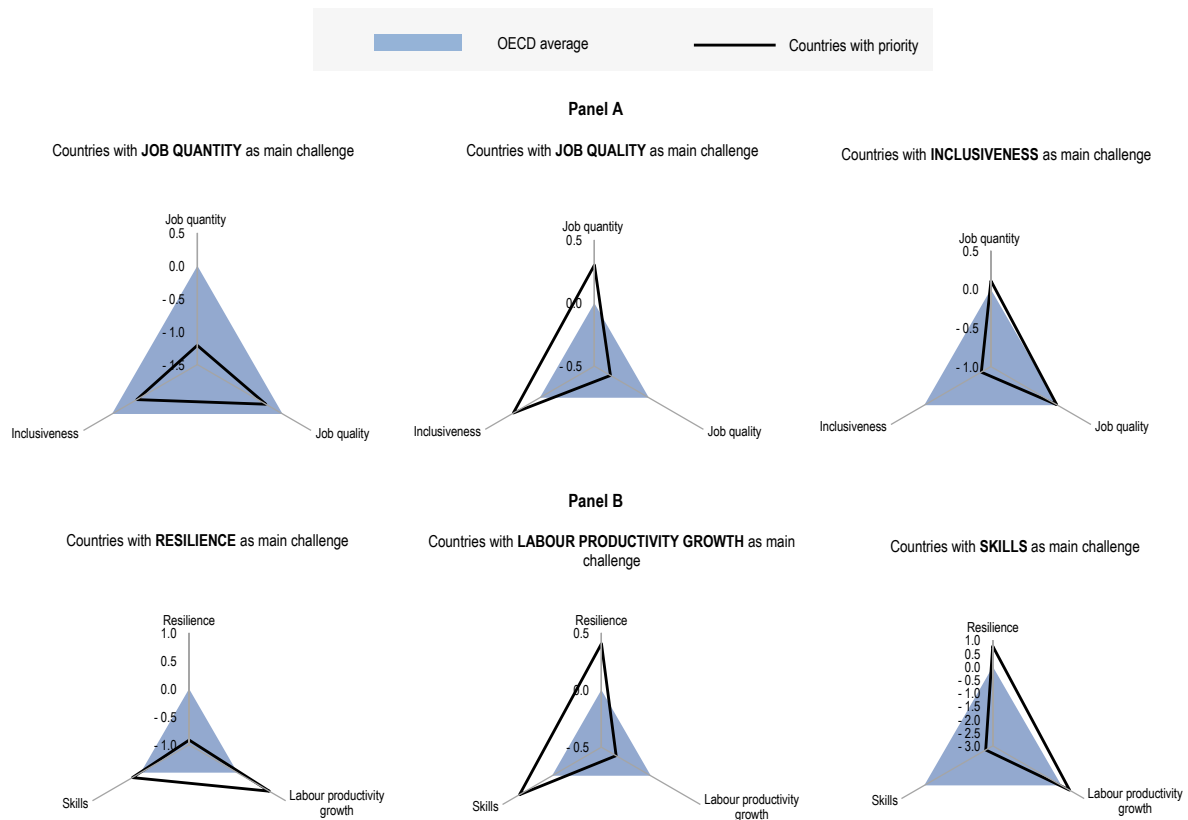 OECD average
Countries with priority
Panel A
Countries with JOB QUANTITY as main challenge
Countries with JOB QUALITY as main challenge
Countries with INCLUSIVENESS as main challenge
Job quantity
0.5
0.0
- 0.5
- 1.0
- 1.5
Inclusiveness
Job quality
Job quantity
0.5
0.0
- 0.5
Inclusiveness
Job quality
Job quantity
0.5
0.0
- 0.5
- 1.0
Inclusiveness
Job quality
Panel B
Countries with RESILIENCE as main challenge
Countries with LABOUR PRODUCTIVITY GROWTH as main
challenge
Countries with SKILLS as main challenge
Resilience
1.0
0.5
0.0
- 0.5
- 1.0
Skills
Labour productivity
growth
Resilience
0.5
0.0
- 0.5
Skills
Labour productivity
growth
Resilience
1.0
0.5
0.0
- 0.5
- 1.0
- 1.5
- 2.0
- 2.5
- 3.0
Skills
Labour productivity
growth